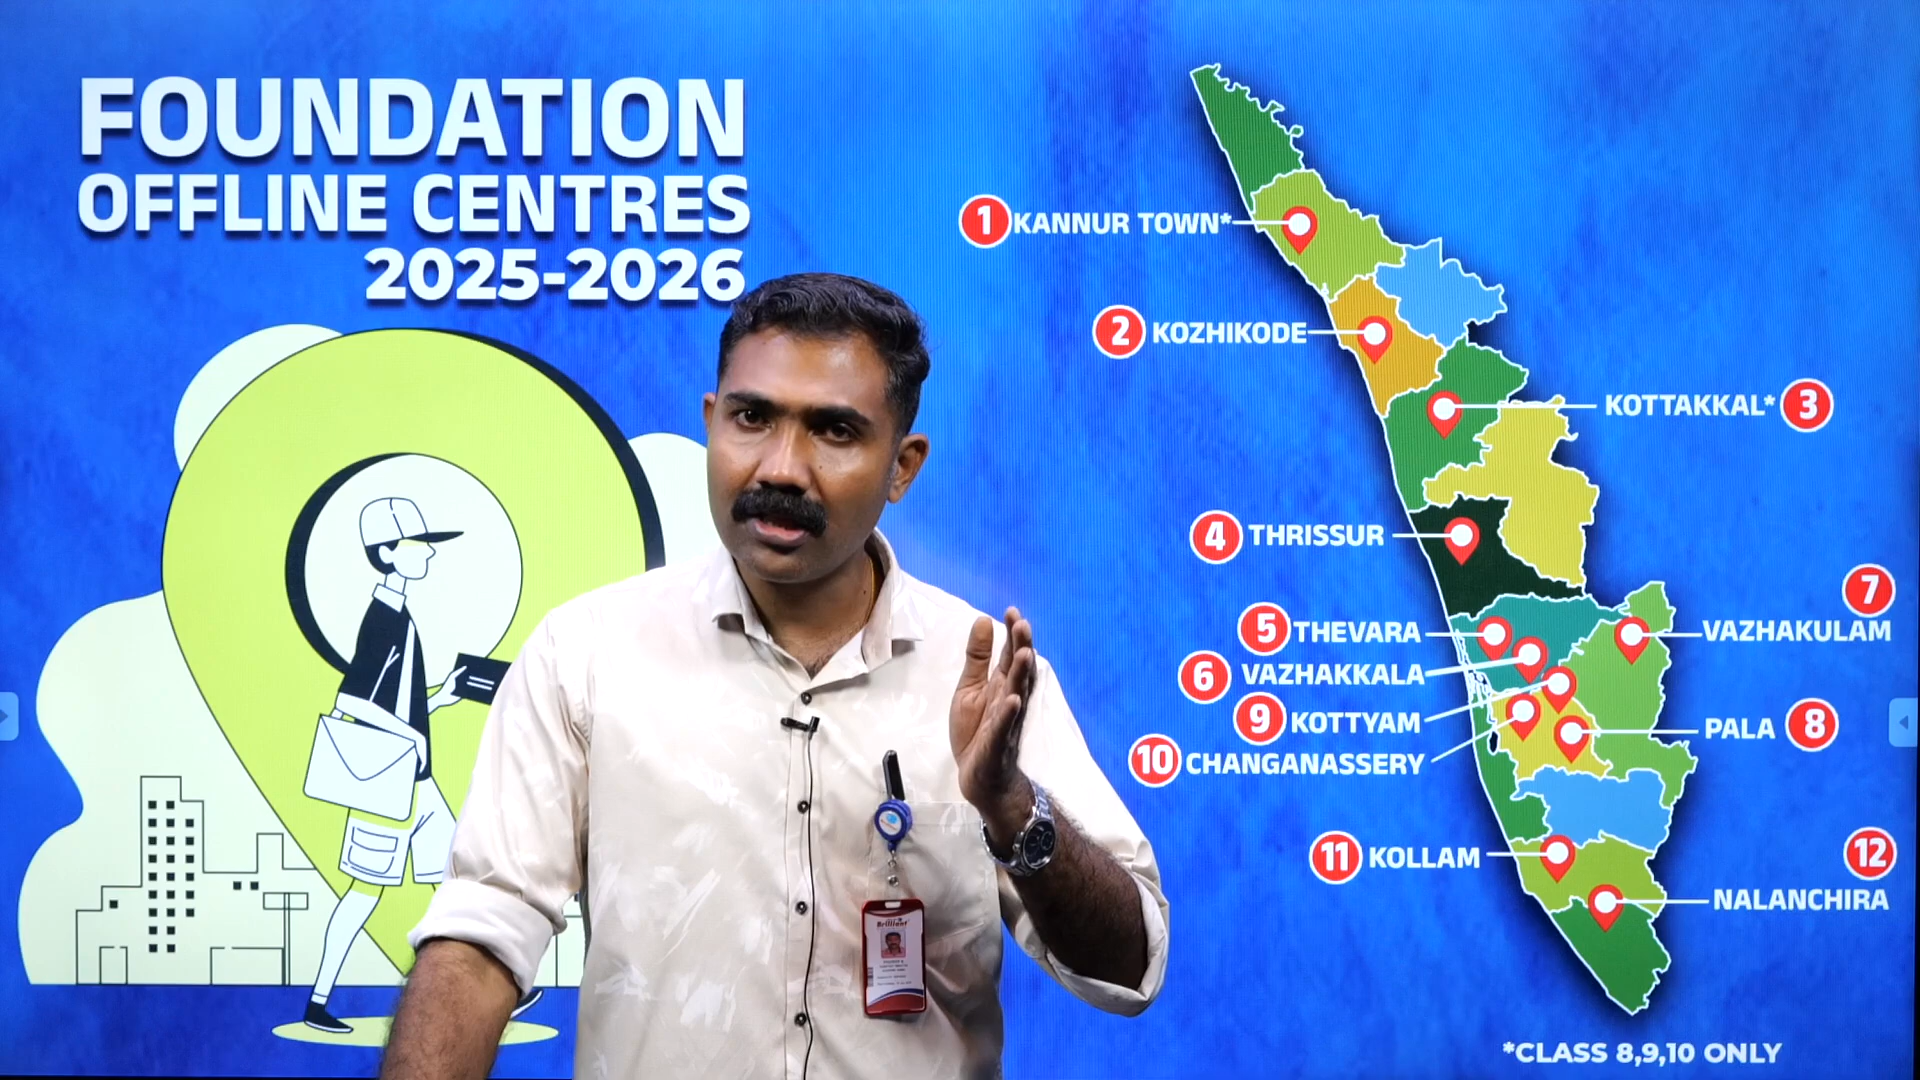 FOUNDATION
OFFLINE CENTRES
2025-2026
1 KANNUR TOWN*
2 KOZHIKODE
KOTTAKKAL* 3
4 THRISSUR
7
5 THEVARA
VAZHAKULAM
6 VAZHAKKALA
9 KOTTYAM
PALA 8
10 CHANGANASSERY
11 KOLLAM
12
NALANCHIRA
Brilliant
*CLASS 8,9,10 ONLY